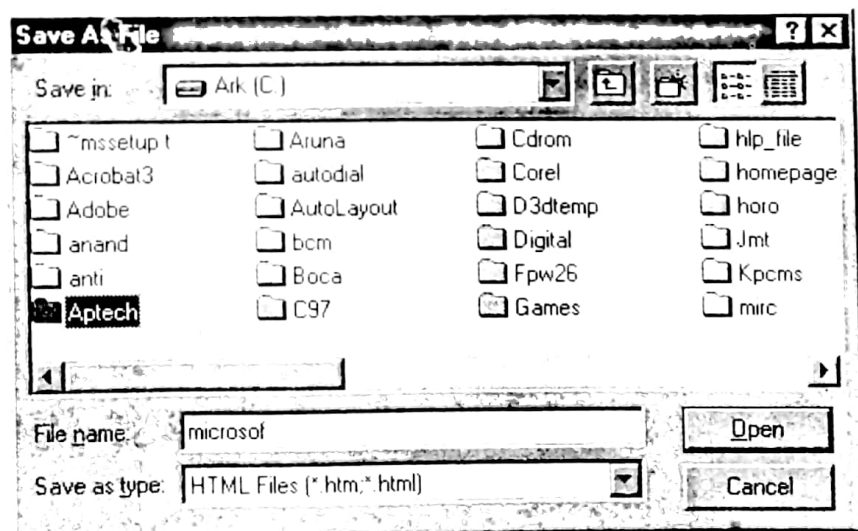 Save As File
Save in: Ark (C:)
~mssetup.t Aruna Cdrom hlp_file
Acrobat3 autodial Corel homepage
Adobe AutoLayout D3dtemp horo
anand bcm Digital Jmt
anti Boca Fpw26 Kpcms
Aptech C97 Games mirc
File name: microsof Open
Save as type: HTML Files (*.htm;*.html) Cancel